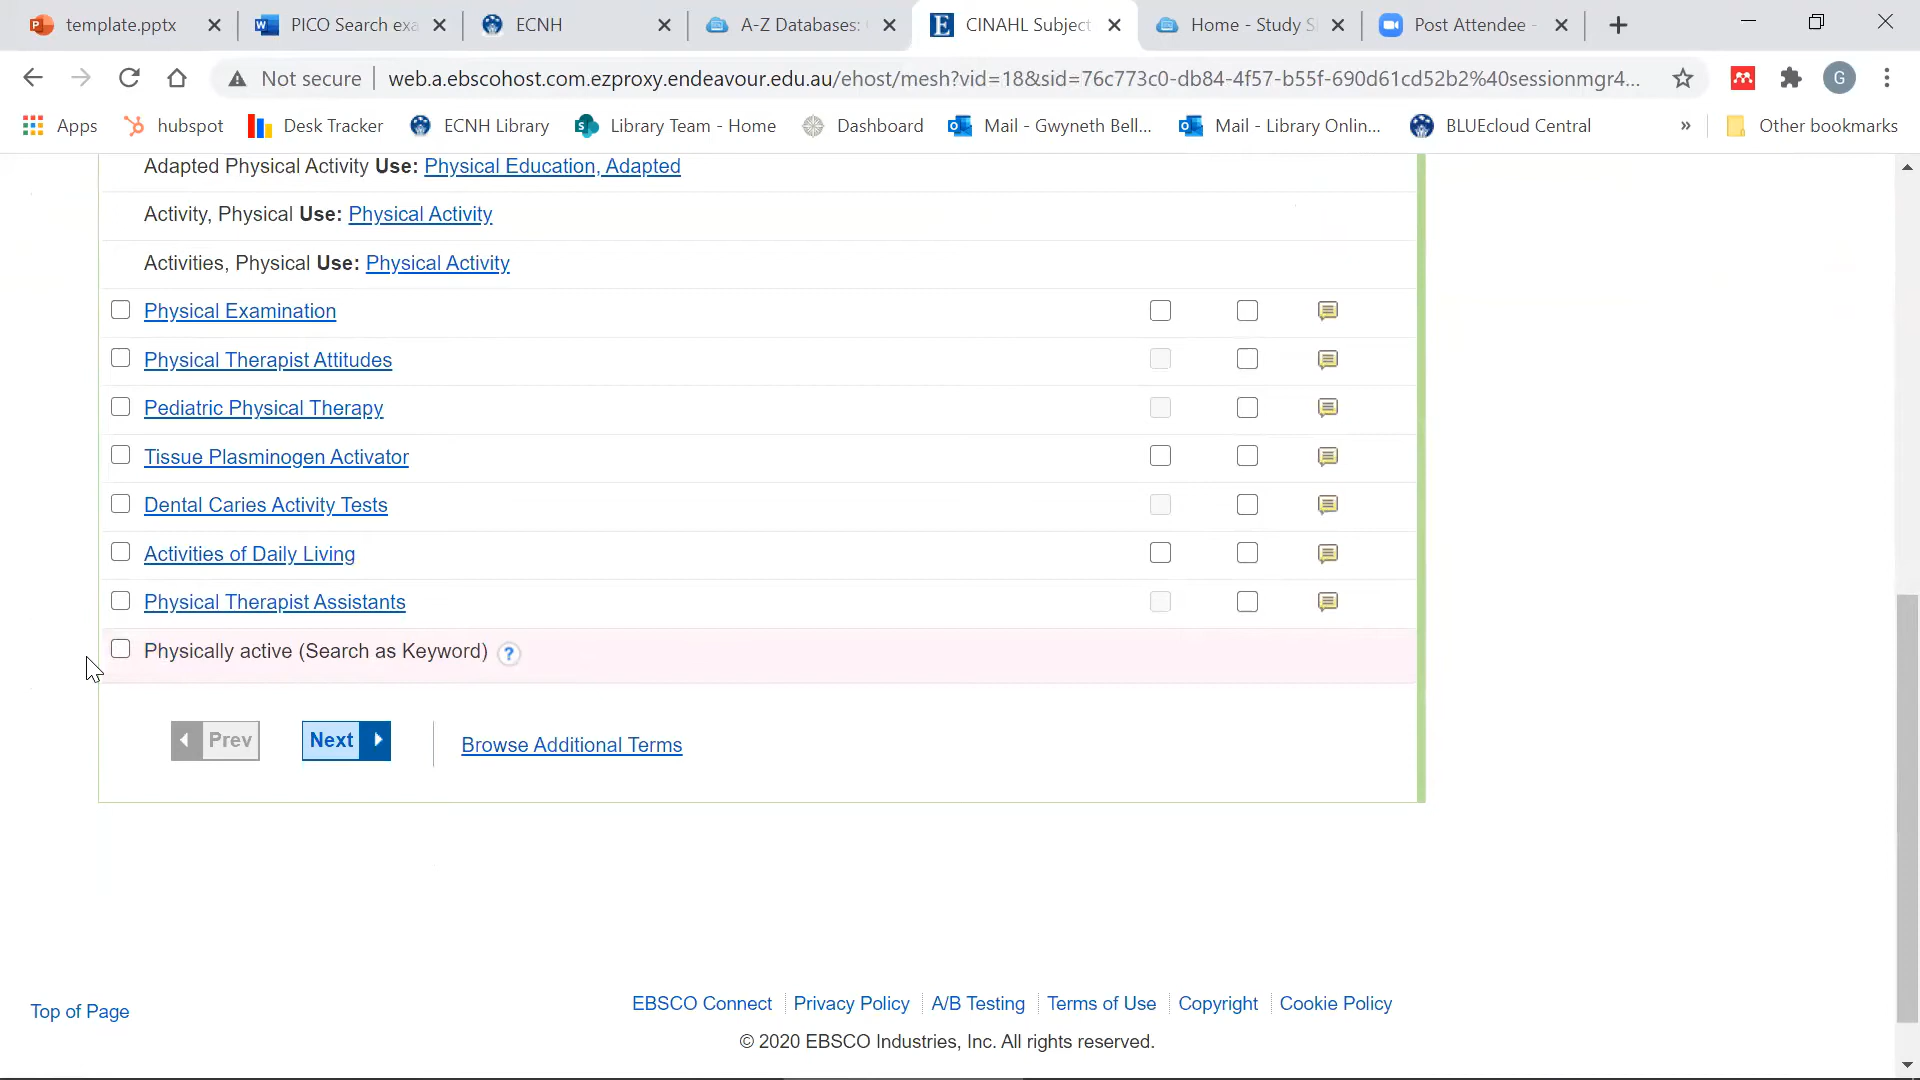 template.pptx
PICO Search exa
ECNH
A-Z Databases:
CINAHL Subject
Home - Study S
Post Attendee -
Not secure
web.a.ebscohost.com.ezproxy.endeavour.edu.au/ehost/mesh?vid=18&sid=76c773c0-db84-4f57-b55f-690d61cd52b2%40sessionmgr4...
G
Apps
hubspot
Desk Tracker
ECNH Library
Library Team - Home
Dashboard
Mail - Gwyneth Bell...
Mail - Library Onlin...
BLUEcloud Central
»
Other bookmarks
Adapted Physical Activity Use: Physical Education, Adapted
Activity, Physical Use: Physical Activity
Activities, Physical Use: Physical Activity
Physical Examination
Physical Therapist Attitudes
Pediatric Physical Therapy
Tissue Plasminogen Activator
Dental Caries Activity Tests
Activities of Daily Living
Physical Therapist Assistants
Physically active (Search as Keyword) ?
Prev
Next
Browse Additional Terms
Top of Page
EBSCO Connect
Privacy Policy
A/B Testing
Terms of Use
Copyright
Cookie Policy
© 2020 EBSCO Industries, Inc. All rights reserved.